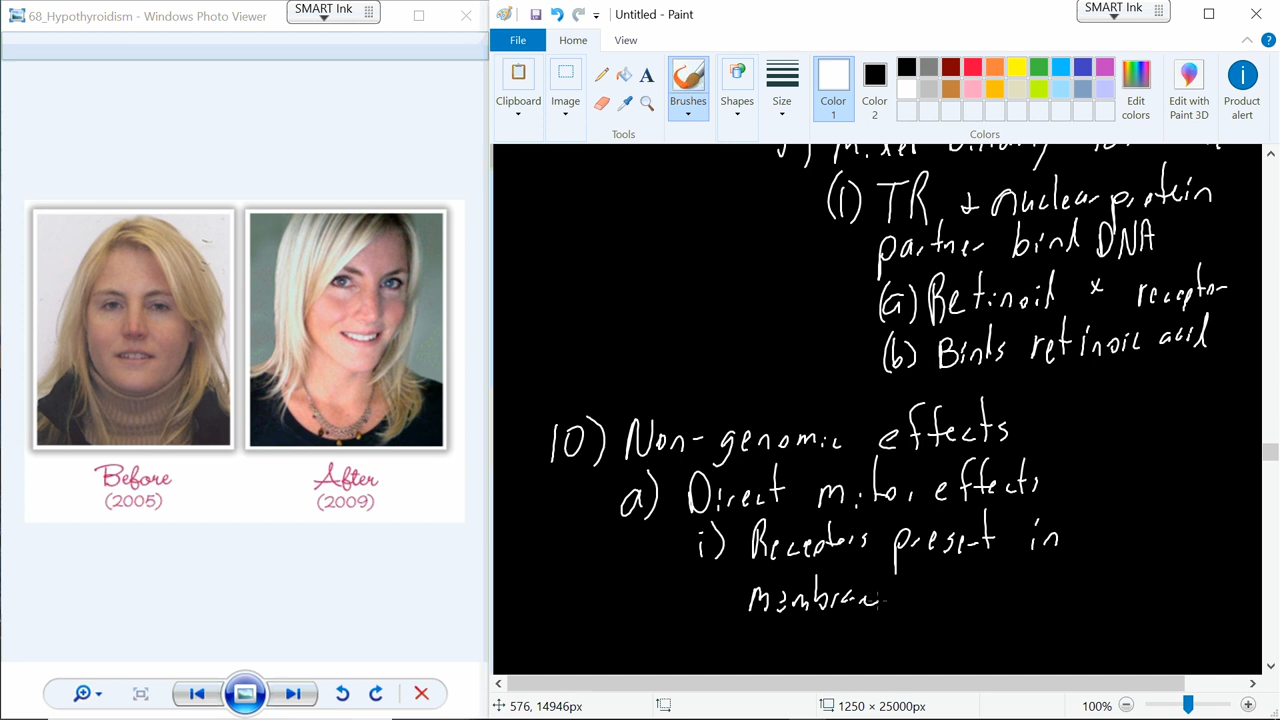 68_Hypothyroidism - Windows Photo Viewer
SMART Ink
Untitled - Paint
SMART Ink
File
Home
View
Clipboard
Image
Tools
Brushes
Shapes
Size
Color 1
Color 2
Edit colors
Edit with Paint 3D
Product alert
Colors
(1) TR + nuclear protein
partner bind DNA
(a) Retinoid x receptor
(b) Binds retinoic acid
10) Non-genomic effects
a) Direct mitoc effects
i) Receptors present in
membran
Before
(2005)
After
(2009)
576, 14946px
1250 × 25000px
100%